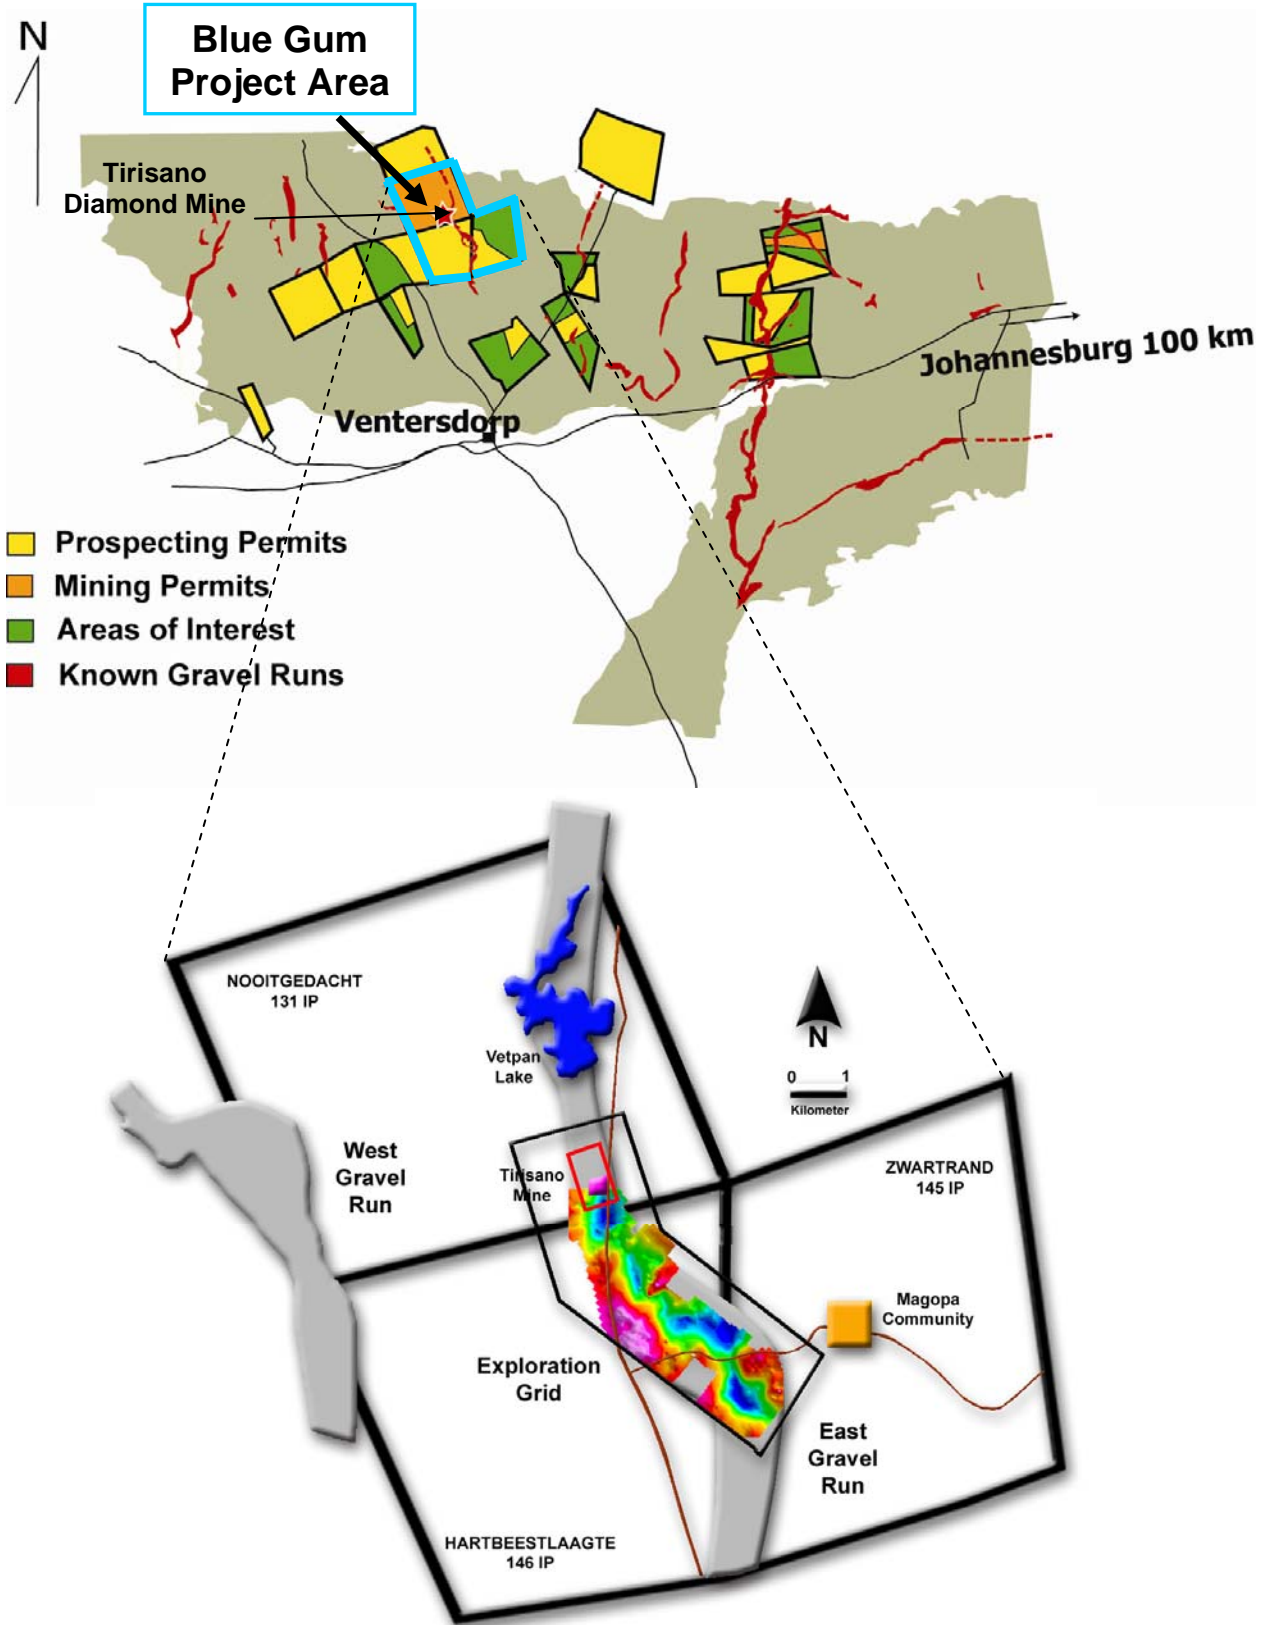 N
Blue Gum
Project Area
Tirisano
Diamond Mine
Johannesburg 100 km
Ventersdorp
Prospecting Permits
Mining Permits
Areas of Interest
Known Gravel Runs
NOOITGEDACHT
131 IP
Vetpan
Lake
N
0 1
Kilometer
West
Gravel
Run
Tirisano
Mine
ZWARTRAND
145 IP
Magopa
Community
Exploration
Grid
East
Gravel
Run
HARTBEESTLAAGTE
146 IP